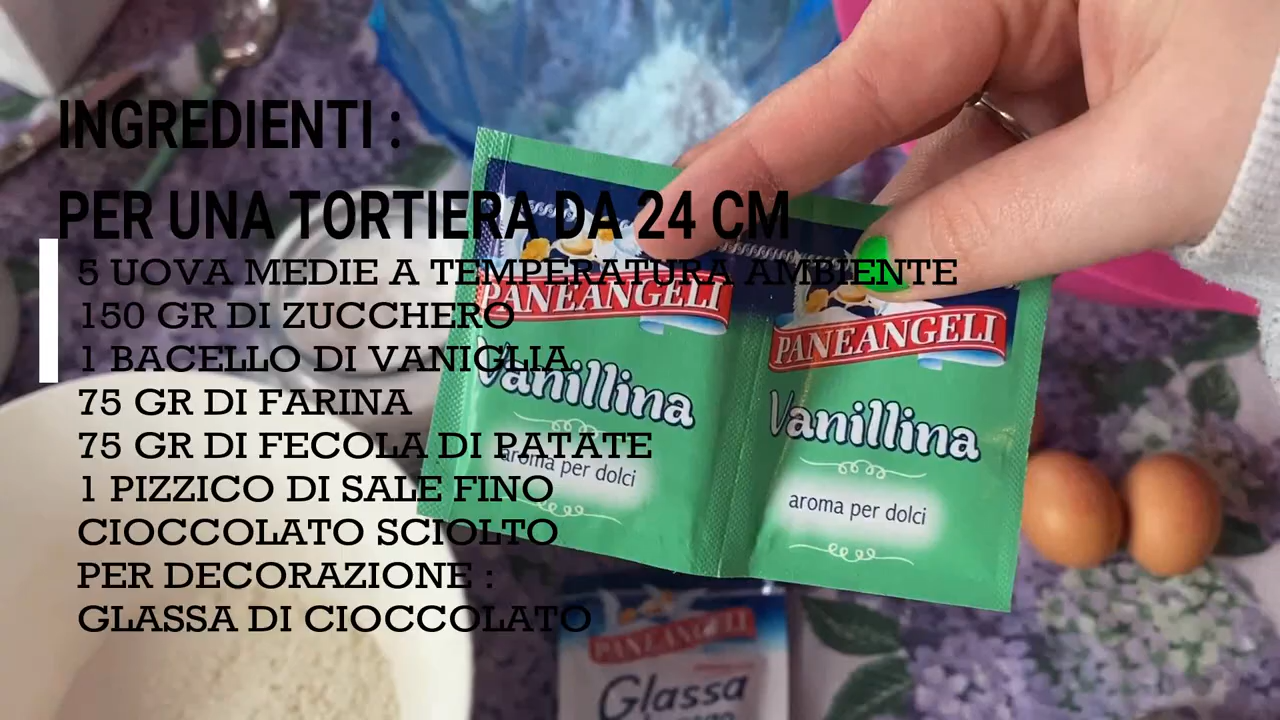 INGREDIENTI :
PER UNA TORTIERA DA 24 CM
5 UOVA MEDIE A TEMPERATURA AMBIENTE
150 GR DI ZUCCHERO
1 BACELLO DI VANIGLIA
75 GR DI FARINA
75 GR DI FECOLA DI PATATE
1 PIZZICO DI SALE FINO
CIOCCOLATO SCIOLTO
PER DECORAZIONE :
GLASSA DI CIOCCOLATO
PANEANGELI
Vanillina
aroma per dolci
PANEANGELI
Vanillina
aroma per dolci
PANEANGELI
Glassa